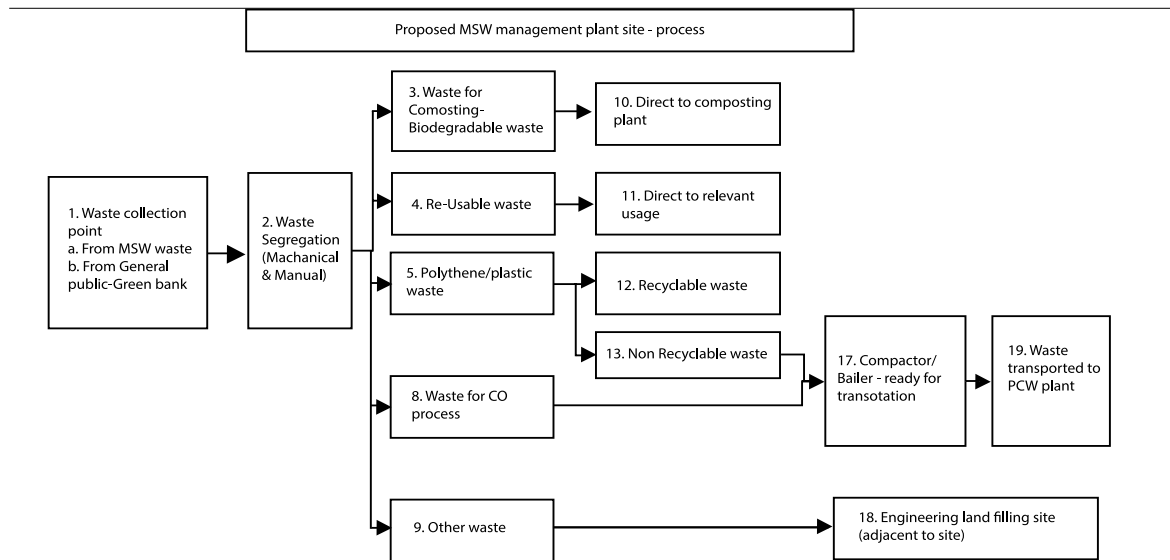 Proposed MSW management plant site - process
3. Waste for
Comosting-
Biodegradable waste
10. Direct to composting
plant
1. Waste collection
point
a. From MSW waste
b. From General
public-Green bank
2. Waste
Segregation
(Machanical
& Manual)
4. Re-Usable waste
11. Direct to relevant
usage
5. Polythene/plastic
waste
12. Recyclable waste
13. Non Recyclable waste
17. Compactor/
Bailer - ready for
transotation
19. Waste
transported to
PCW plant
8. Waste for CO
process
9. Other waste
18. Engineering land filling site
(adjacent to site)